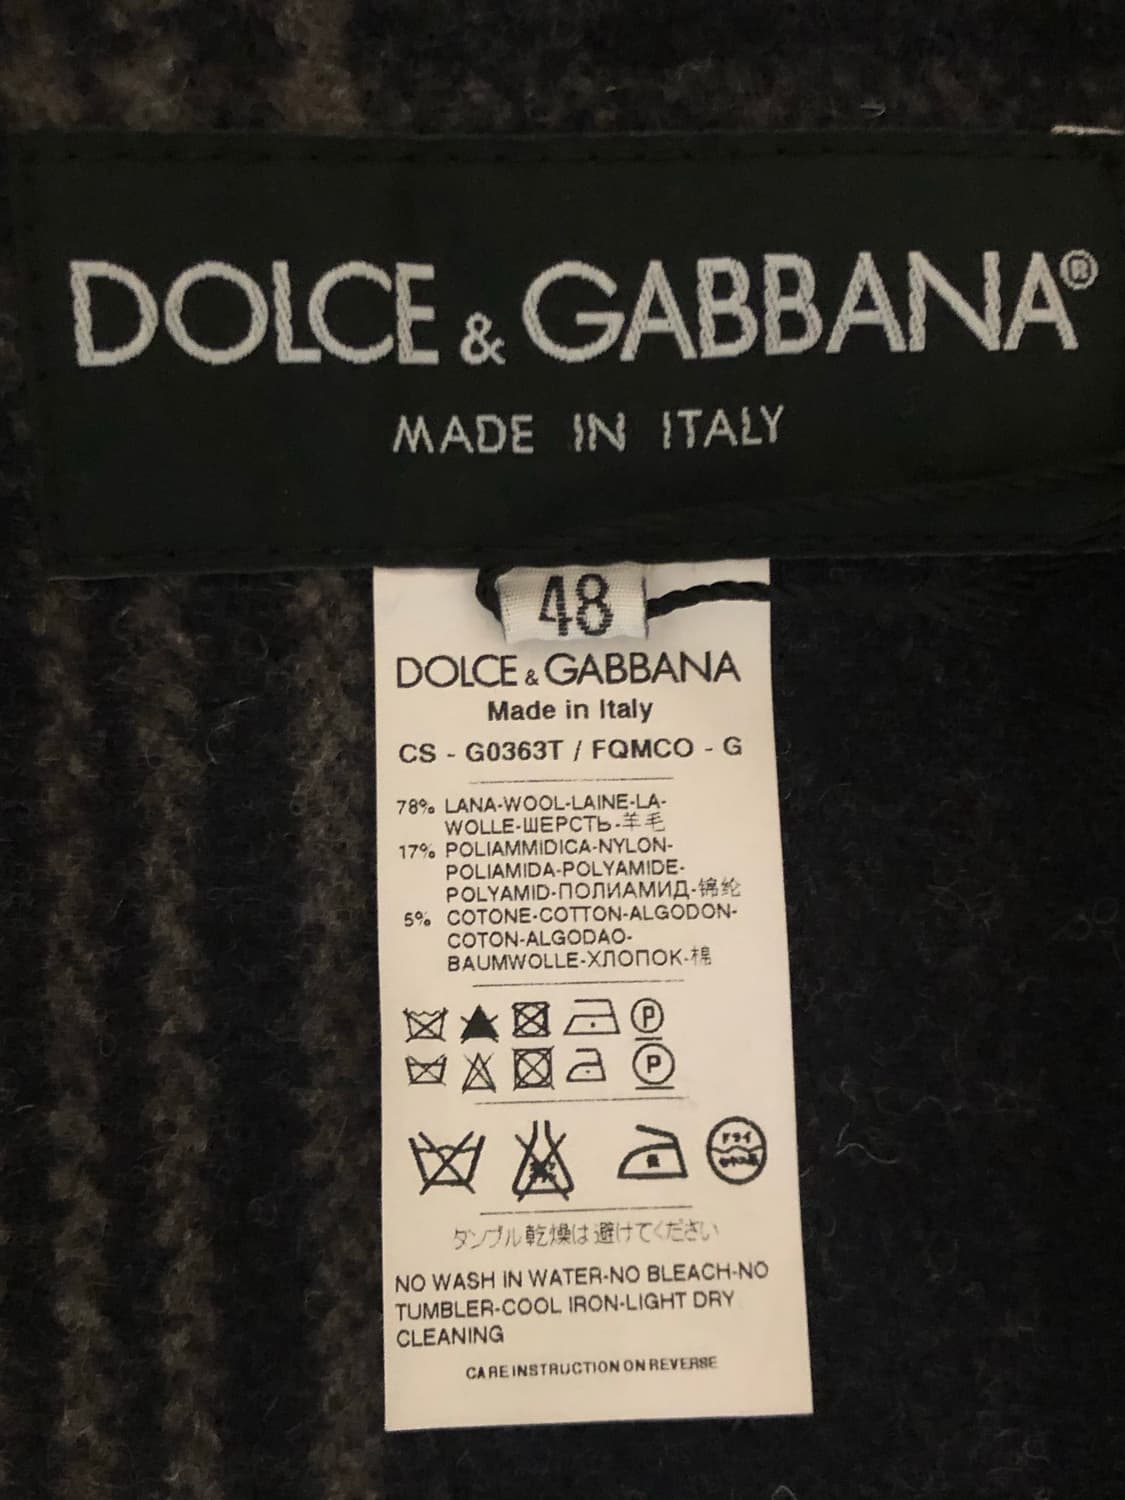 DOLCE & GABBANA®
MADE IN ITALY
48
DOLCE & GABBANA
Made in Italy
CS - G0363T / FQMCO - G
78% LANA-WOOL-LAINE-LA-
WOLLE-ШЕРСТЬ-羊毛
17% POLIAMMIDICA-NYLON-
POLIAMIDA-POLYAMIDE-
POLYAMID-ПОЛИАМИД-锦纶
5% COTONE-COTTON-ALGODON-
COTON-ALGODAO-
BAUMWOLLE-ХЛОПОК-棉
P
P
ドライ
タンブル乾燥は避けてください
NO WASH IN WATER-NO BLEACH-NO
TUMBLER-COOL IRON-LIGHT DRY
CLEANING
CARE INSTRUCTION ON REVERSE